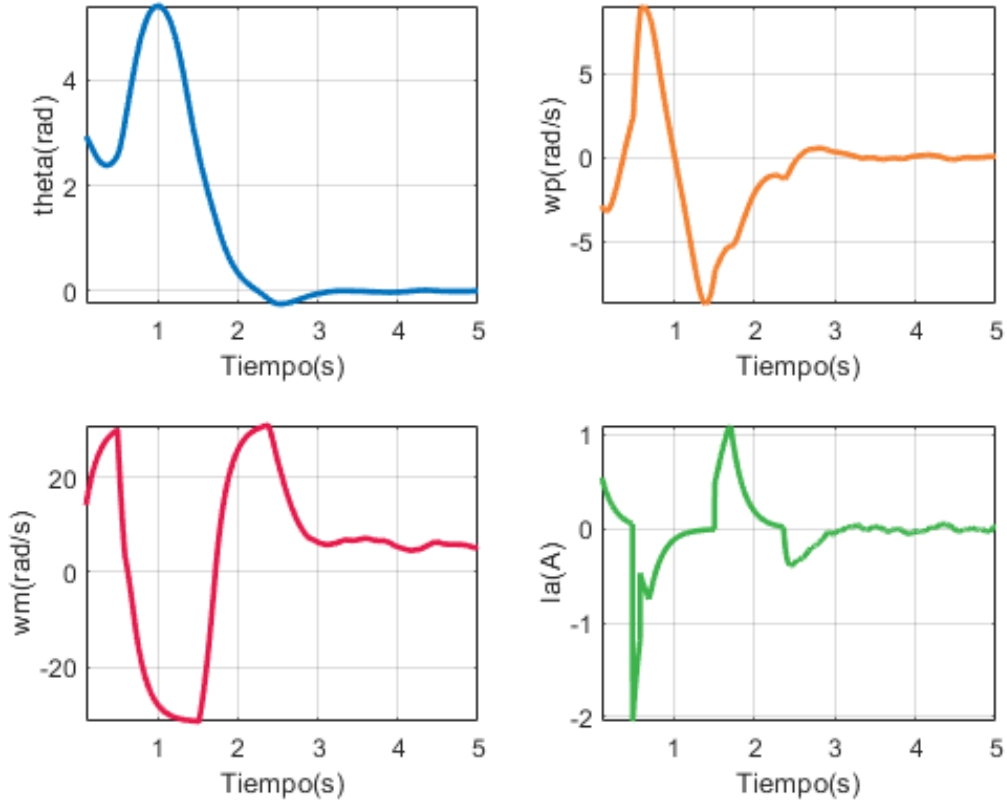 theta(rad)
4
2
0
1 2 3 4 5
Tiempo(s)
wp(rad/s)
5
0
-5
1 2 3 4 5
Tiempo(s)
wm(rad/s)
20
0
-20
1 2 3 4 5
Tiempo(s)
Ia(A)
1
0
-1
-2
1 2 3 4 5
Tiempo(s)